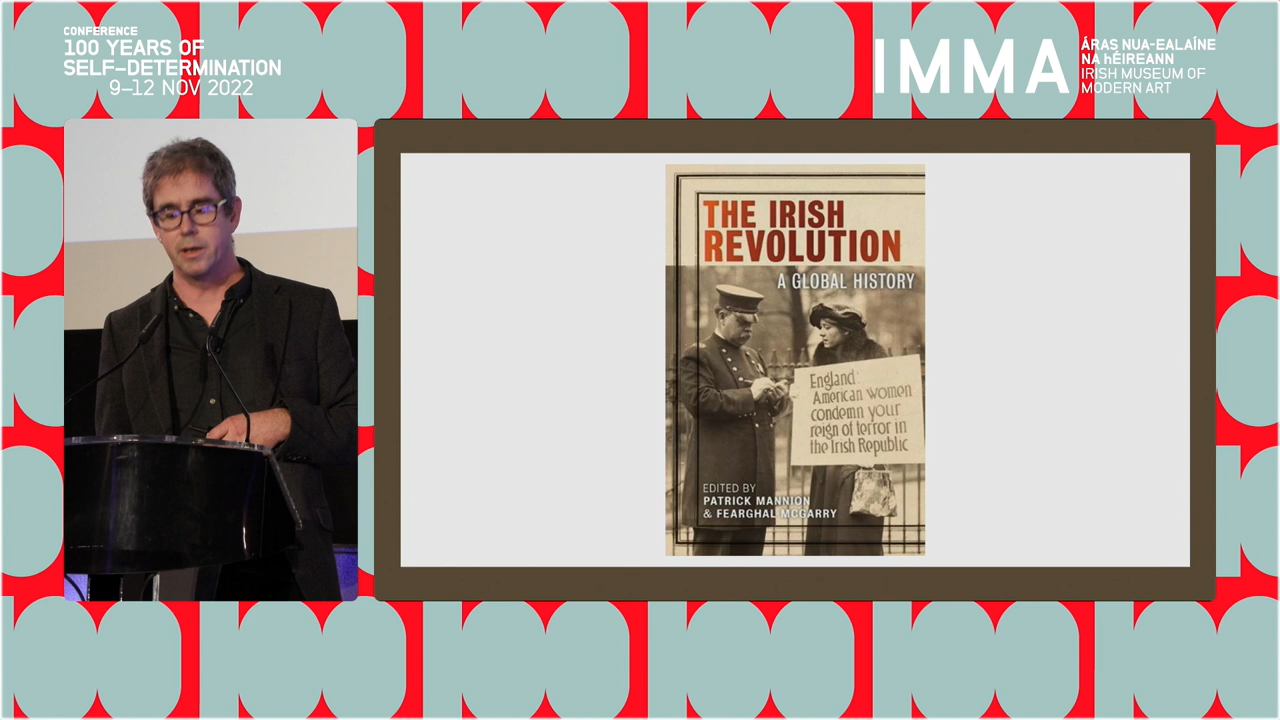 CONFERENCE
100 YEARS OF
SELF–DETERMINATION
9–12 NOV 2022
IMMA
ÁRAS NUA-EALAÍNE
NA hÉIREANN
IRISH MUSEUM OF
MODERN ART
THE IRISH
REVOLUTION
A GLOBAL HISTORY
England
American women
condemn your
reign of terror in
the Irish Republic
EDITED BY
PATRICK MANNION
& FEARGHAL MCGARRY